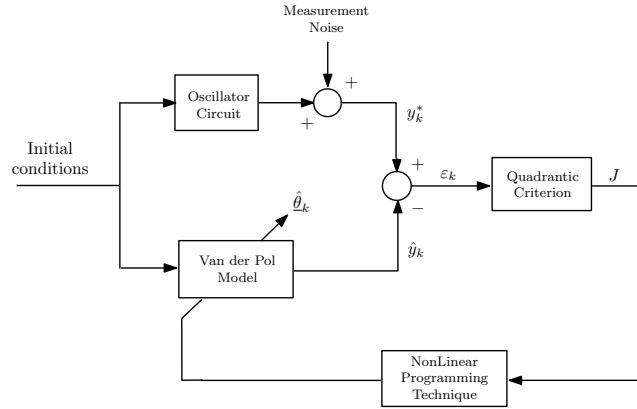 Measurement
Noise
+
Oscillator
Circuit
+
y*k
Initial
conditions
+
εk
Quadrantic
Criterion
J
θ̂k
−
Van der Pol
Model
ŷk
NonLinear
Programming
Technique